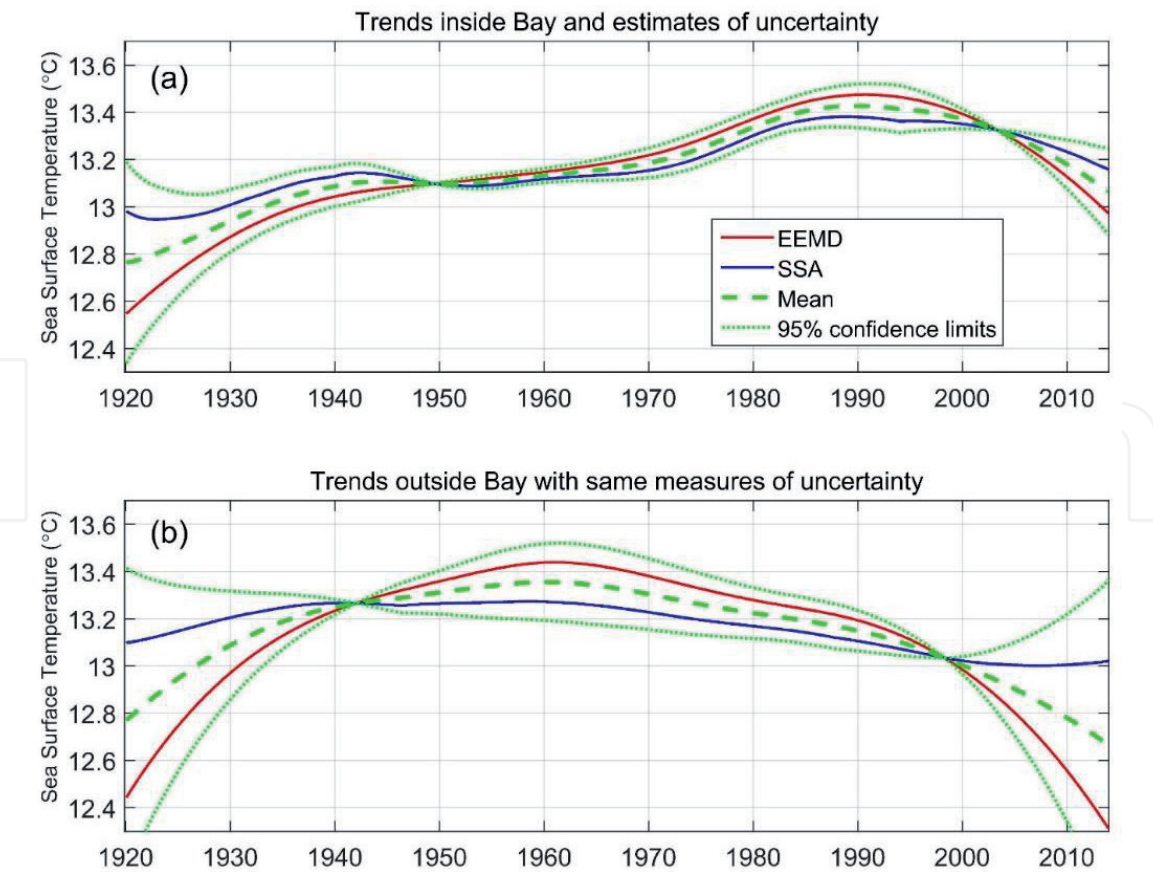 Trends inside Bay and estimates of uncertainty
(a)
Sea Surface Temperature (°C)
13.6
13.4
13.2
13
12.8
12.6
12.4
EEMD
SSA
Mean
95% confidence limits
1920 1930 1940 1950 1960 1970 1980 1990 2000 2010
Trends outside Bay with same measures of uncertainty
(b)
Sea Surface Temperature (°C)
13.6
13.4
13.2
13
12.8
12.6
12.4
1920 1930 1940 1950 1960 1970 1980 1990 2000 2010